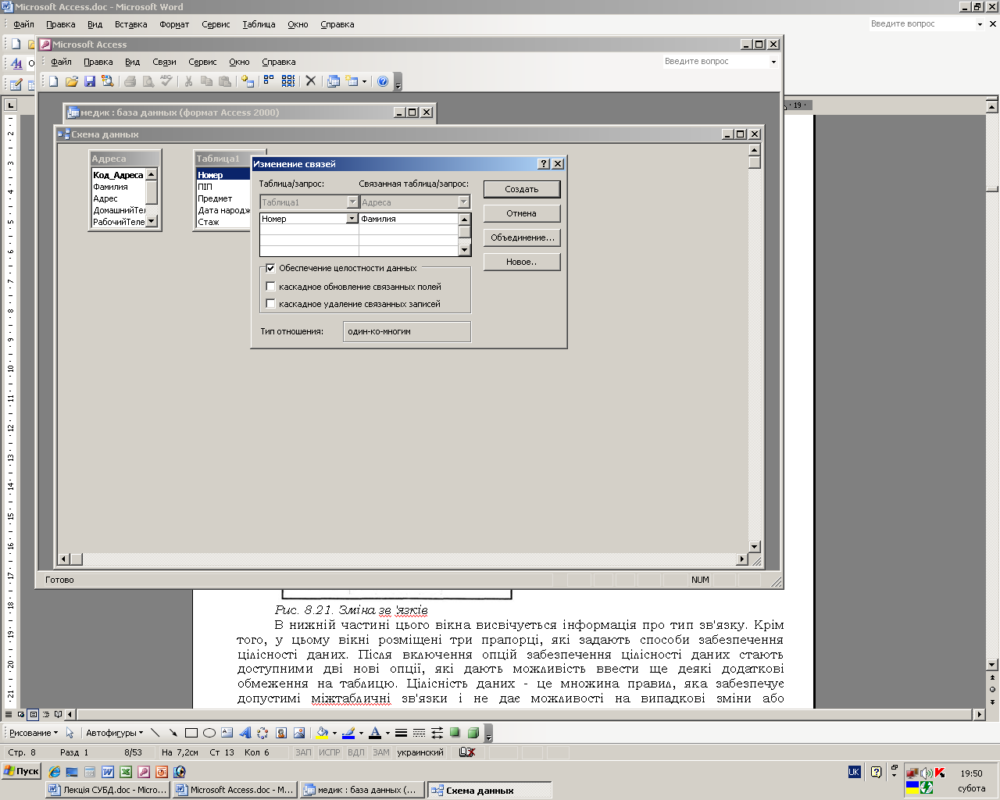 Microsoft Access.doc - Microsoft Word
Файл Правка Вид Вставка Формат Сервис Таблица Окно Справка
Введите вопрос
Microsoft Access
Файл Правка Вид Связи Сервис Окно Справка
Введите вопрос
медик : база данных (формат Access 2000)
Схема данных
Адреса
Код_Адреса
Фамилия
Адрес
ДомашнийТел
РабочийТеле
Таблица1
Номер
ПІП
Предмет
Дата народж
Стаж
Изменение связей
Таблица/запрос: Связанная таблица/запрос:
Таблица1 Адреса
Номер Фамилия
Создать
Отмена
Объединение...
Новое..
Обеспечение целостности данных
каскадное обновление связанных полей
каскадное удаление связанных записей
Тип отношения: один-ко-многим
Готово NUM
Рис. 8.21. Зміна зв 'язків
В нижній частині цього вікна висвічується інформація про тип зв'язку. Крім
того, у цьому вікні розміщені три прапорці, які задають способи забезпечення
цілісності даних. Після включення опцій забезпечення цілісності даних стають
доступними дві нові опції, які дають можливість ввести ще деякі додаткові
обмеження на таблицю. Цілісність даних - це множина правил, яка забезпечує
допустимі міжтабличні зв'язки і не дає можливості на випадкові зміни або
Рисование Автофигуры
Стр. 8 Разд 1 8/53 На 7,2см Ст 13 Кол 6 ЗАП ИСПР ВДЛ ЗАМ украинский
Пуск UK 19:50
субота
Лекція СУБД.doc - Micro... Microsoft Access.doc - M... медик : база данных (... Схема данных